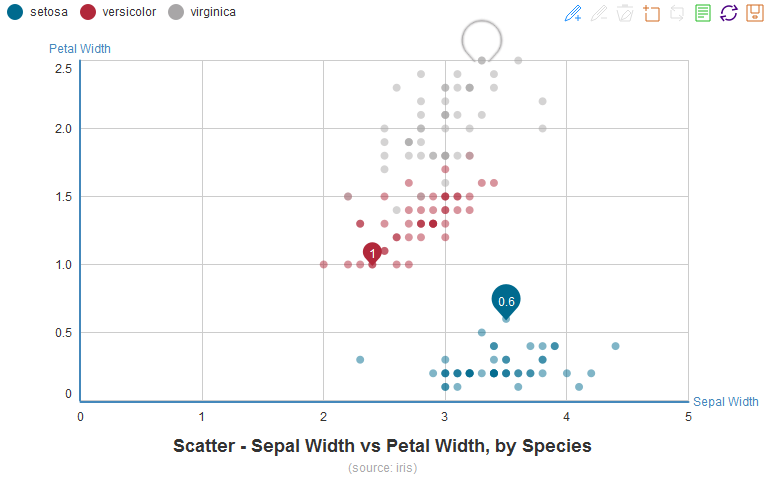 setosa versicolor virginica
Petal Width
2.5
2.0
1.5
1
1.0
0.6
0.5
0
Sepal Width
0 1 2 3 4 5
Scatter - Sepal Width vs Petal Width, by Species
(source: iris)